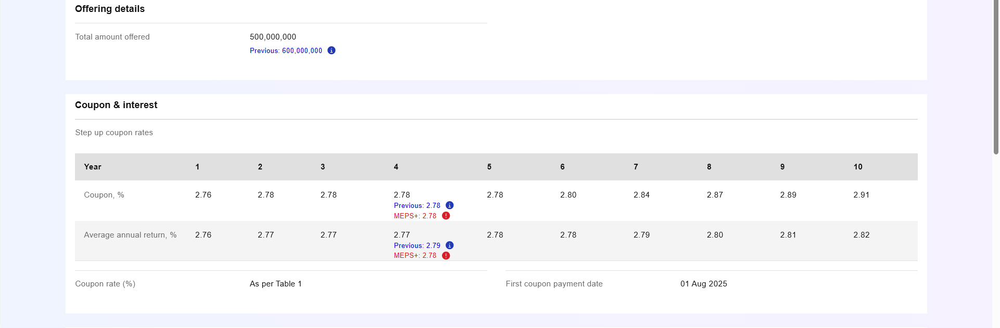 Offering details
Total amount offered 500,000,000
Previous: 600,000,000
Coupon & interest
Step up coupon rates
Year 1 2 3 4 5 6 7 8 9 10
Coupon, % 2.76 2.78 2.78 2.78 2.78 2.80 2.84 2.87 2.89 2.91
Previous: 2.78
MEPS+: 2.78
Average annual return, % 2.76 2.77 2.77 2.77 2.78 2.78 2.79 2.80 2.81 2.82
Previous: 2.79
MEPS+: 2.78
Coupon rate (%) As per Table 1 First coupon payment date 01 Aug 2025